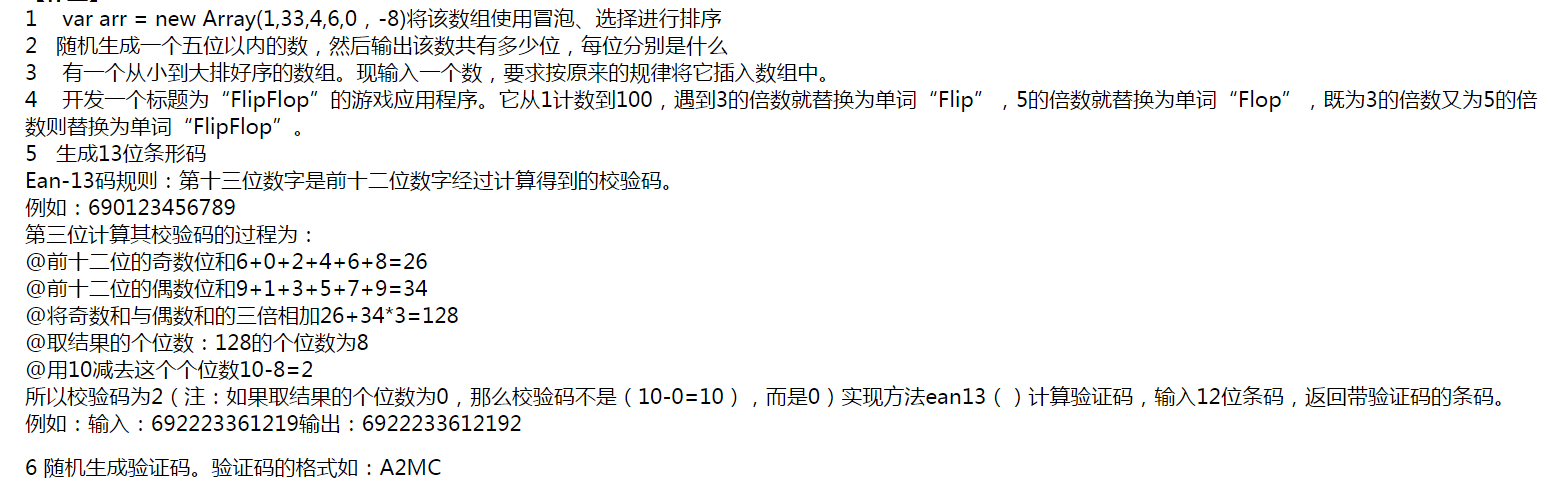 1 var arr = new Array(1,33,4,6,0，-8)将该数组使用冒泡、选择进行排序
2 随机生成一个五位以内的数，然后输出该数共有多少位，每位分别是什么
3 有一个从小到大排好序的数组。现输入一个数，要求按原来的规律将它插入数组中。
4 开发一个标题为“FlipFlop”的游戏应用程序。它从1计数到100，遇到3的倍数就替换为单词“Flip”，5的倍数就替换为单词“Flop”，既为3的倍数又为5的倍
数则替换为单词“FlipFlop”。
5 生成13位条形码
Ean-13码规则：第十三位数字是前十二位数字经过计算得到的校验码。
例如：690123456789
第三位计算其校验码的过程为：
@前十二位的奇数位和6+0+2+4+6+8=26
@前十二位的偶数位和9+1+3+5+7+9=34
@将奇数和与偶数和的三倍相加26+34*3=128
@取结果的个位数：128的个位数为8
@用10减去这个个位数10-8=2
所以校验码为2（注：如果取结果的个位数为0，那么校验码不是（10-0=10），而是0）实现方法ean13（）计算验证码，输入12位条码，返回带验证码的条码。
例如：输入：692223361219输出：6922233612192
6 随机生成验证码。验证码的格式如：A2MC